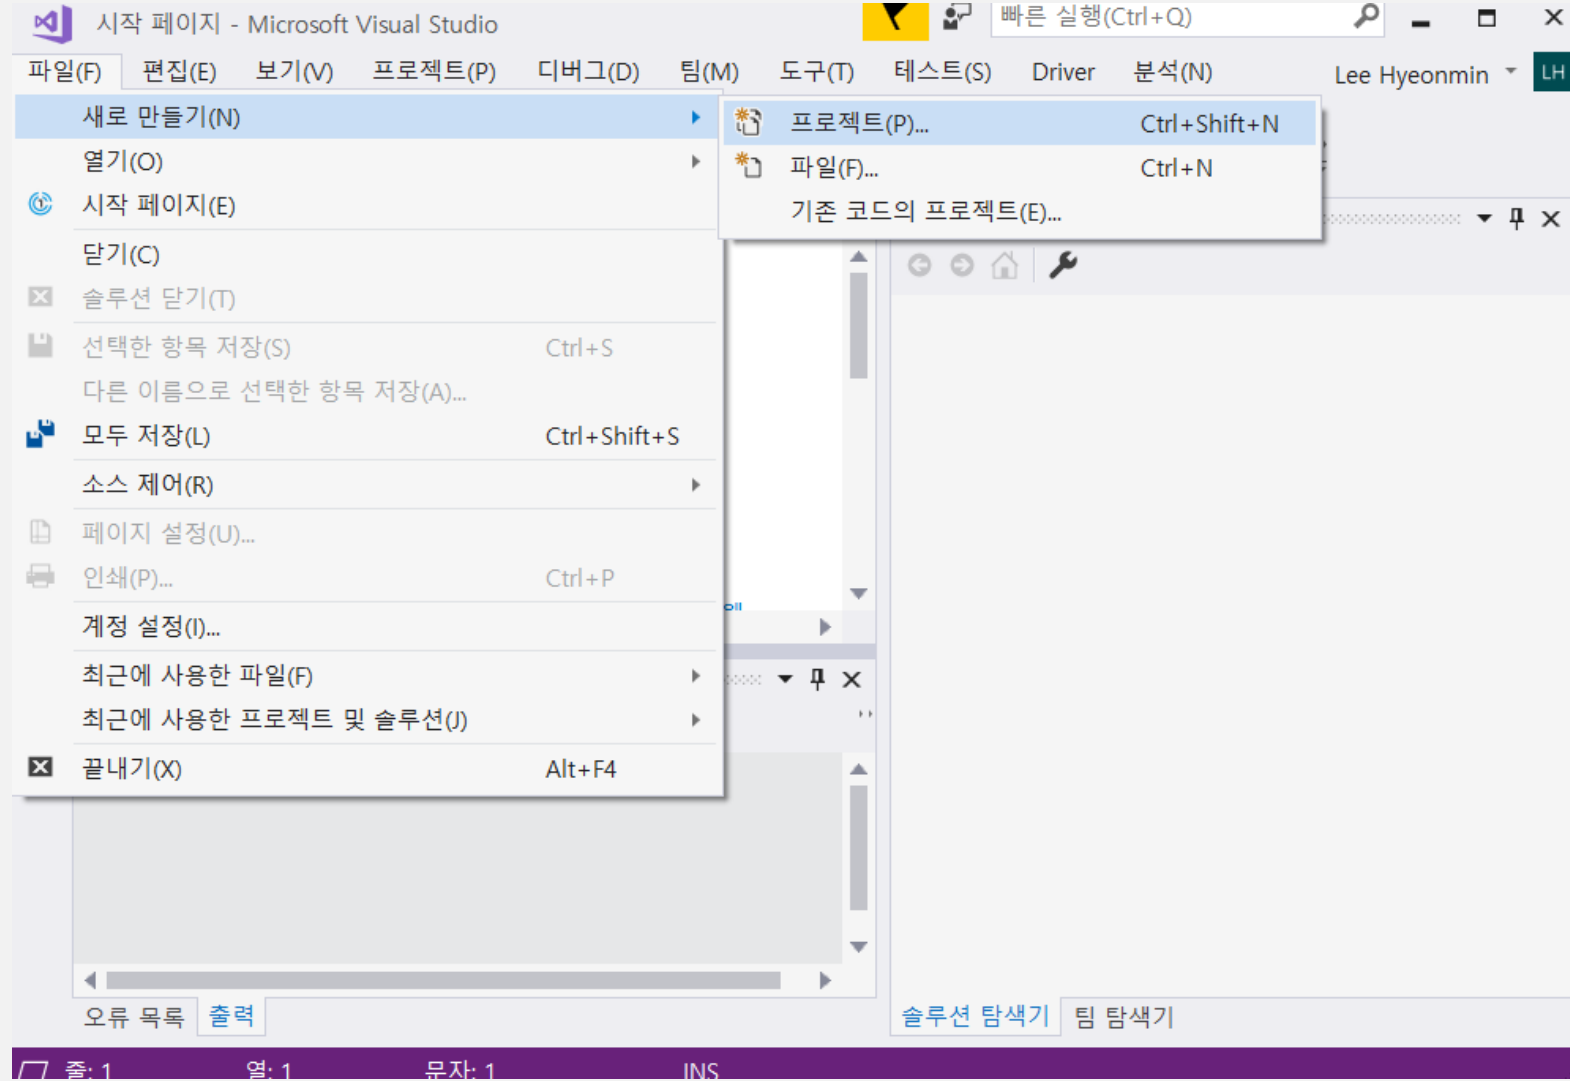 시작 페이지 - Microsoft Visual Studio
빠른 실행(Ctrl+Q)
파일(F) 편집(E) 보기(V) 프로젝트(P) 디버그(D) 팀(M) 도구(T) 테스트(S) Driver 분석(N) Lee Hyeonmin LH
새로 만들기(N)
열기(O)
시작 페이지(E)
닫기(C)
솔루션 닫기(T)
선택한 항목 저장(S) Ctrl+S
다른 이름으로 선택한 항목 저장(A)...
모두 저장(L) Ctrl+Shift+S
소스 제어(R)
페이지 설정(U)...
인쇄(P)... Ctrl+P
계정 설정(I)...
최근에 사용한 파일(F)
최근에 사용한 프로젝트 및 솔루션(J)
끝내기(X) Alt+F4
프로젝트(P)... Ctrl+Shift+N
파일(F)... Ctrl+N
기존 코드의 프로젝트(E)...
오류 목록 출력
솔루션 탐색기 팀 탐색기
줄: 1 열: 1 문자: 1 INS